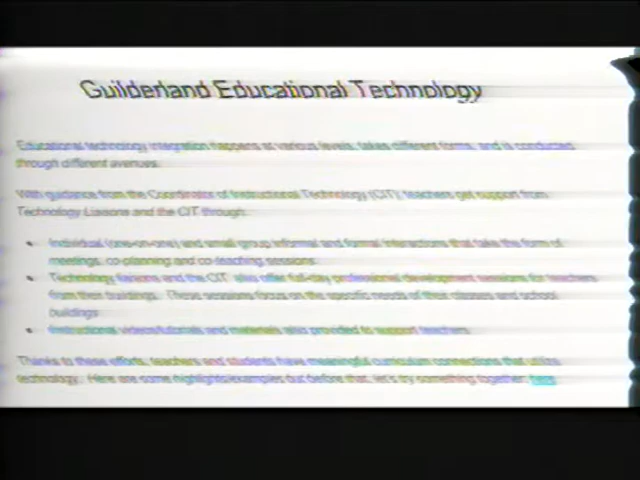 Guilderland Educational Technology
Educational technology integration happens at various levels, takes different forms, and is conducted
through different avenues.
With guidance from the Coordinator of Instructional Technology (CIT), teachers get support from
Technology Liaisons and the CIT through:
• Individual (one-on-one) and small group informal and formal interactions that take the form of
meetings, co-planning and co-teaching sessions.
• Technology liaisons and the CIT also offer full-day professional development sessions for teachers
from their buildings. These sessions focus on the specific needs of their classes and school
buildings.
• Instructional videos/tutorials and materials also provided to support teachers.
Thanks to these efforts, teachers and students have meaningful curriculum connections that utilize
technology. Here are some highlights/examples but before that, let's try something together: